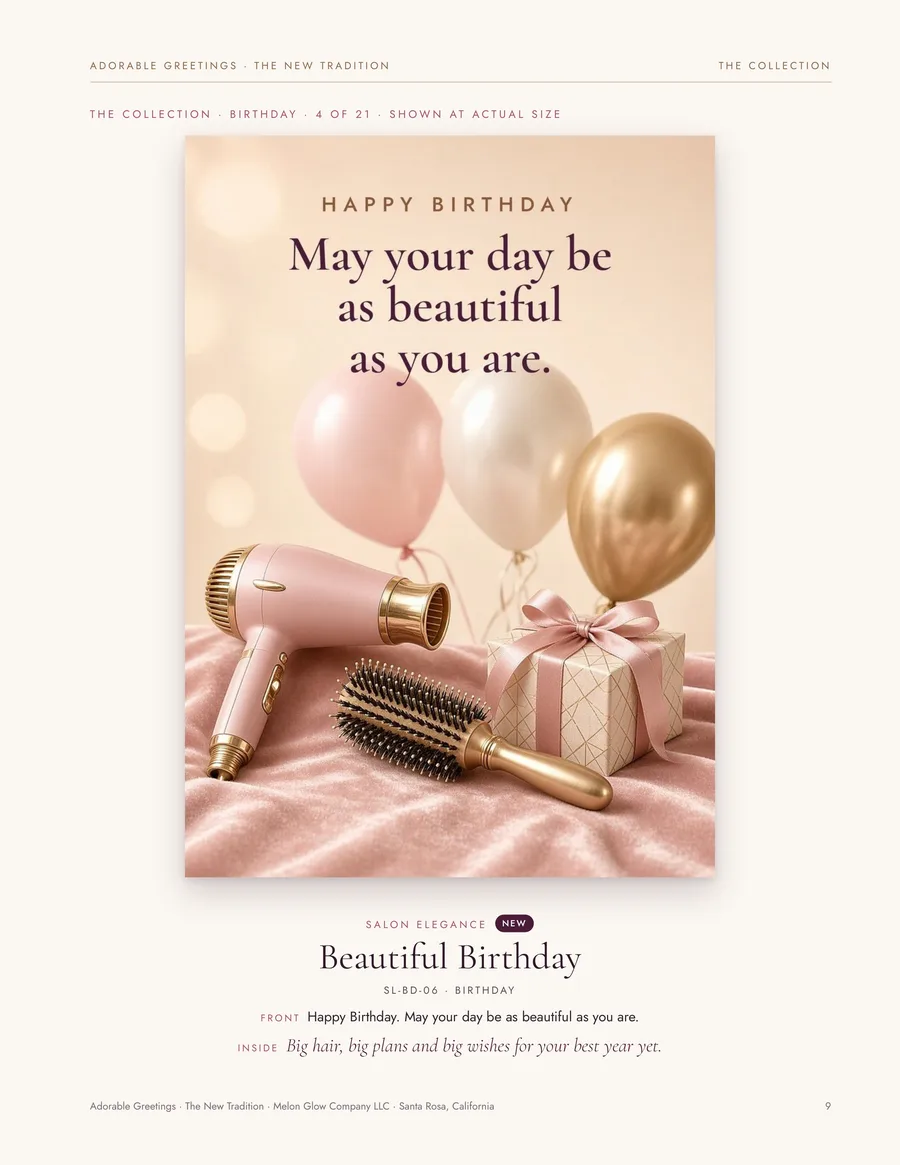 ADORABLE GREETINGS · THE NEW TRADITION
THE COLLECTION
THE COLLECTION · BIRTHDAY · 4 OF 21 · SHOWN AT ACTUAL SIZE
HAPPY BIRTHDAY
May your day be
as beautiful
as you are.
SALON ELEGANCE NEW
Beautiful Birthday
SL-BD-06 · BIRTHDAY
FRONT Happy Birthday. May your day be as beautiful as you are.
INSIDE Big hair, big plans and big wishes for your best year yet.
Adorable Greetings · The New Tradition · Melon Glow Company LLC · Santa Rosa, California
9